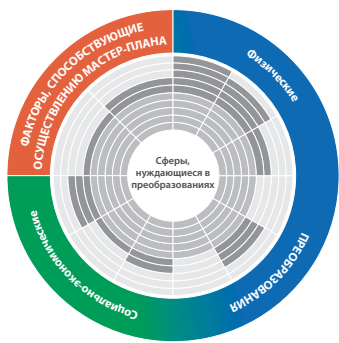 ФАКТОРЫ, СПОСОБСТВУЮЩИЕ
ОСУЩЕСТВЛЕНИЮ МАСТЕР-ПЛАНА
Физические
Сферы,
нуждающиеся в
преобразованиях
Социально-экономические
ПРЕОБРАЗОВАНИЯ